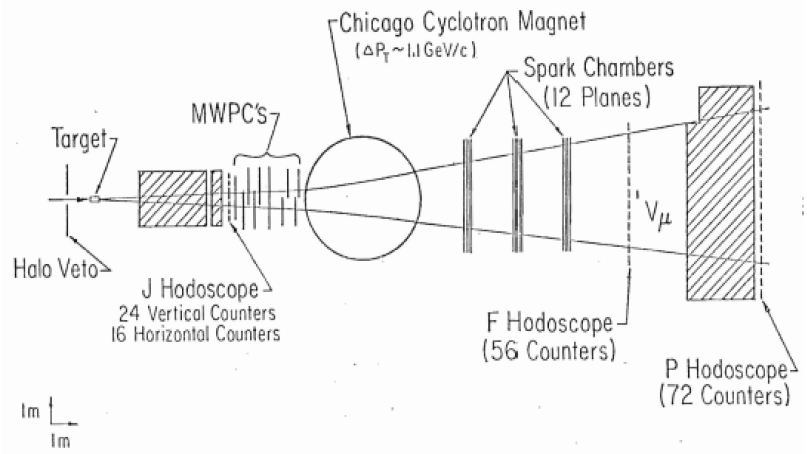 Chicago Cyclotron Magnet
(ΔP_T ~ 1.1 GeV/c)
Spark Chambers
(12 Planes)
MWPC'S
Target
Halo Veto
J Hodoscope
24 Vertical Counters
16 Horizontal Counters
'Vμ
F Hodoscope
(56 Counters)
P Hodoscope
(72 Counters)
1m
1m